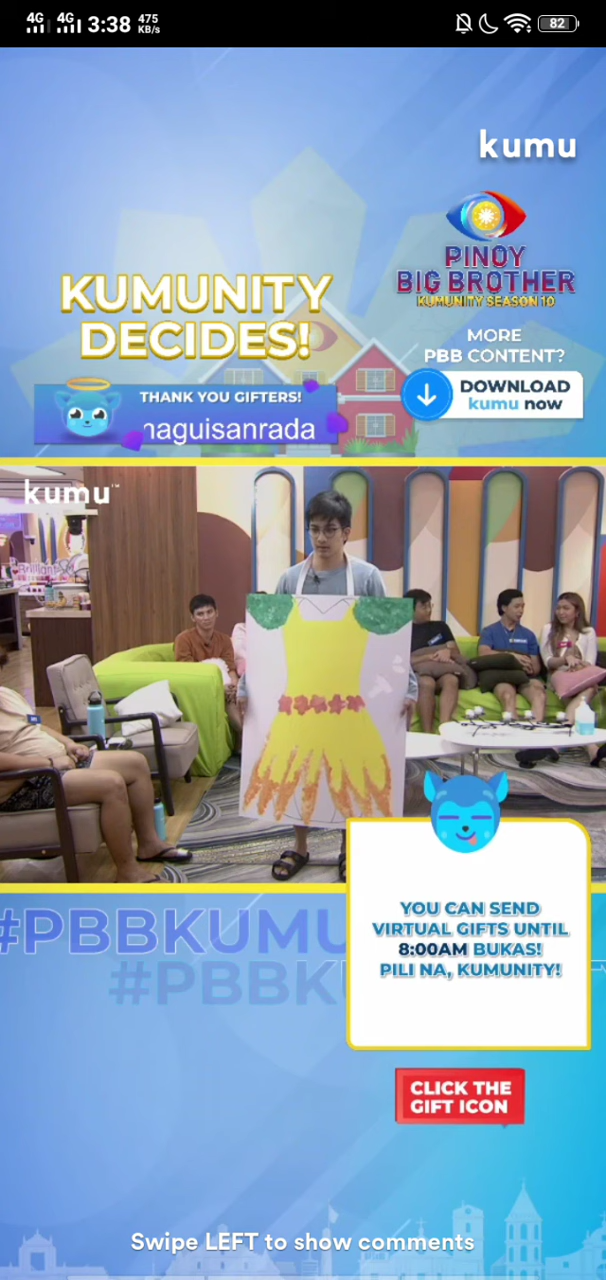 4G 4G 3:38 475 KB/s 82
kumu
PINOY
BIG BROTHER
KUMUNITY SEASON 10
KUMUNITY
DECIDES!
MORE
PBB CONTENT?
DOWNLOAD
kumu now
THANK YOU GIFTERS!
naguisanrada
kumu™
YOU CAN SEND
VIRTUAL GIFTS UNTIL
8:00AM BUKAS!
PILI NA, KUMUNITY!
#PBBKUMU
#PBBK
CLICK THE
GIFT ICON
Swipe LEFT to show comments